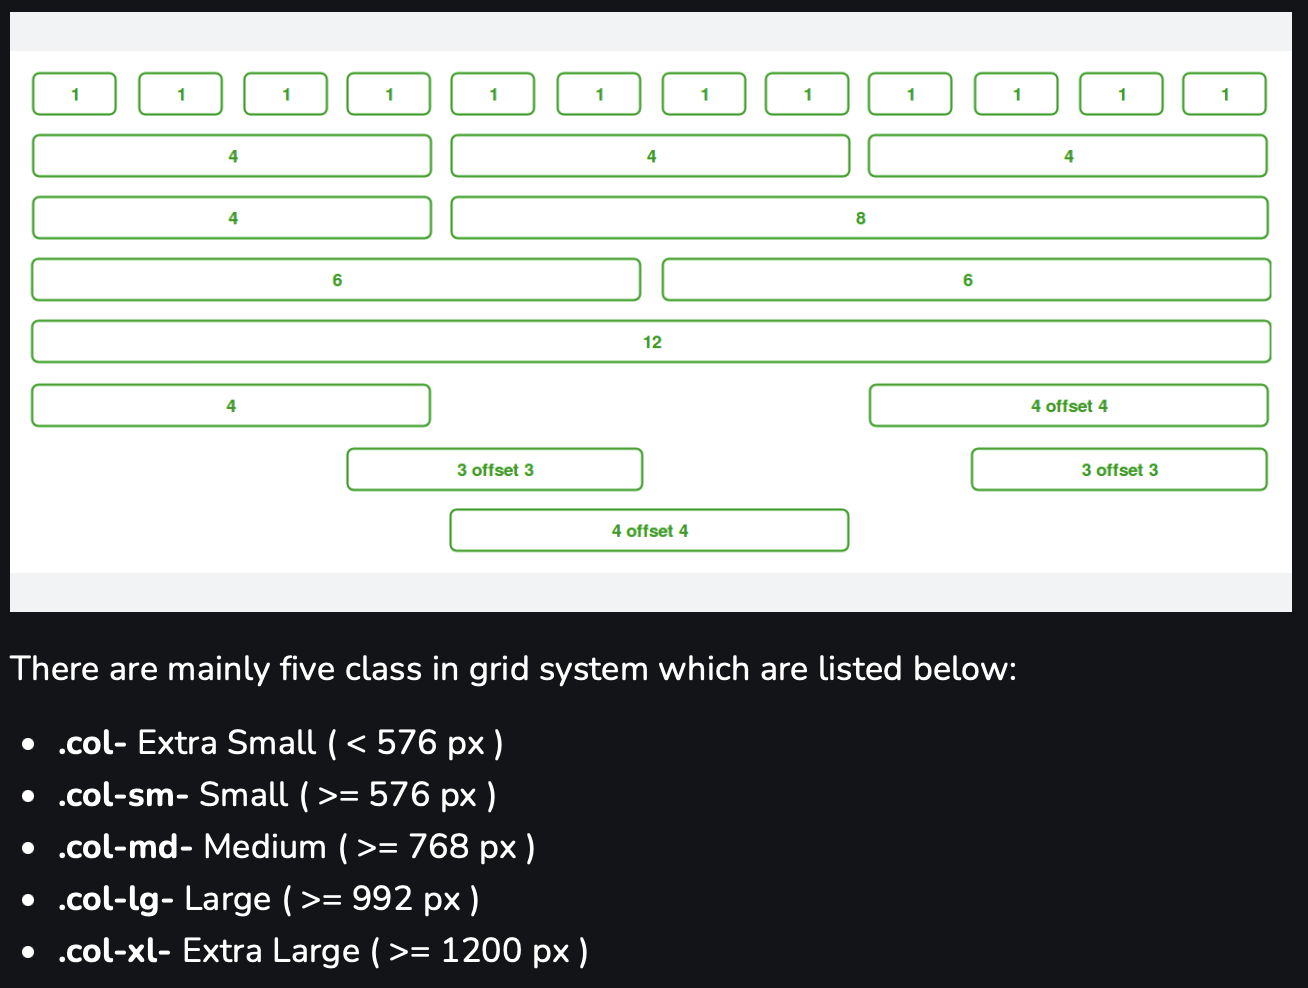 1 1 1 1 1 1 1 1 1 1 1 1
4 4 4
4 8
6 6
12
4 4 offset 4
3 offset 3 3 offset 3
4 offset 4
There are mainly five class in grid system which are listed below:
• .col- Extra Small ( < 576 px )
• .col-sm- Small ( >= 576 px )
• .col-md- Medium ( >= 768 px )
• .col-lg- Large ( >= 992 px )
• .col-xl- Extra Large ( >= 1200 px )